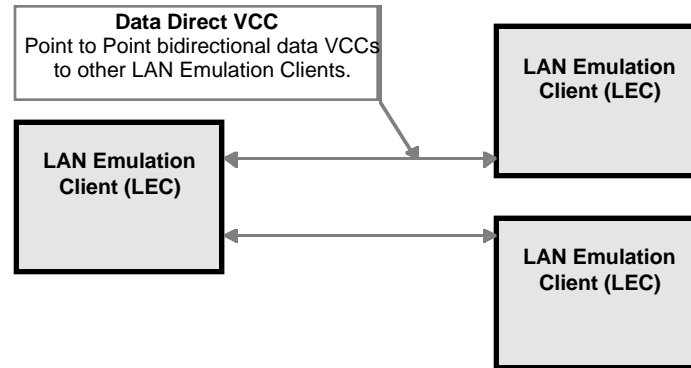 Data Direct VCC
Point to Point bidirectional data VCCs
to other LAN Emulation Clients.
LAN Emulation
Client (LEC)
LAN Emulation
Client (LEC)
LAN Emulation
Client (LEC)